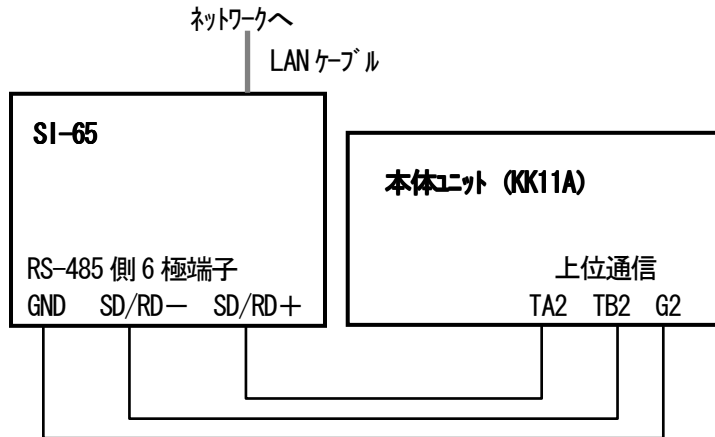 ネットワークへ
LAN ケーブル
SI-65
本体ユニット (KK11A)
RS-485 側 6 極端子
GND SD/RD－ SD/RD＋
上位通信
TA2 TB2 G2